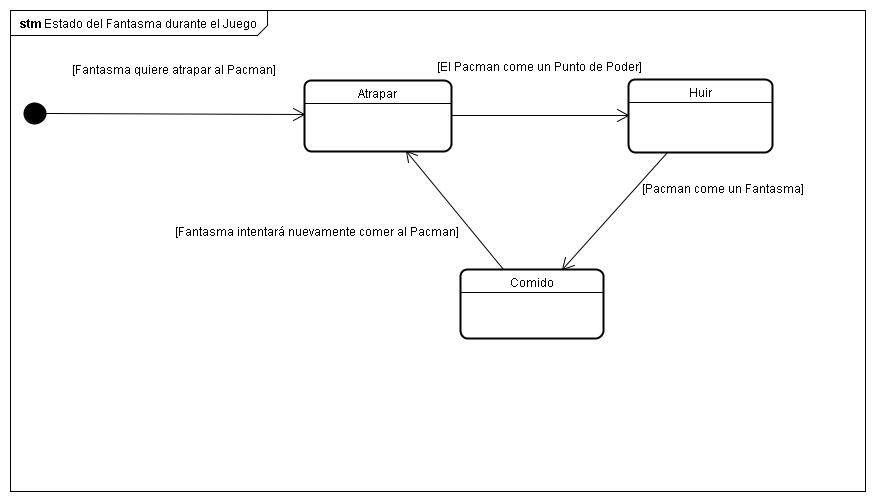 stm Estado del Fantasma durante el Juego
[Fantasma quiere atrapar al Pacman]
[El Pacman come un Punto de Poder]
Atrapar
Huir
[Pacman come un Fantasma]
[Fantasma intentará nuevamente comer al Pacman]
Comido